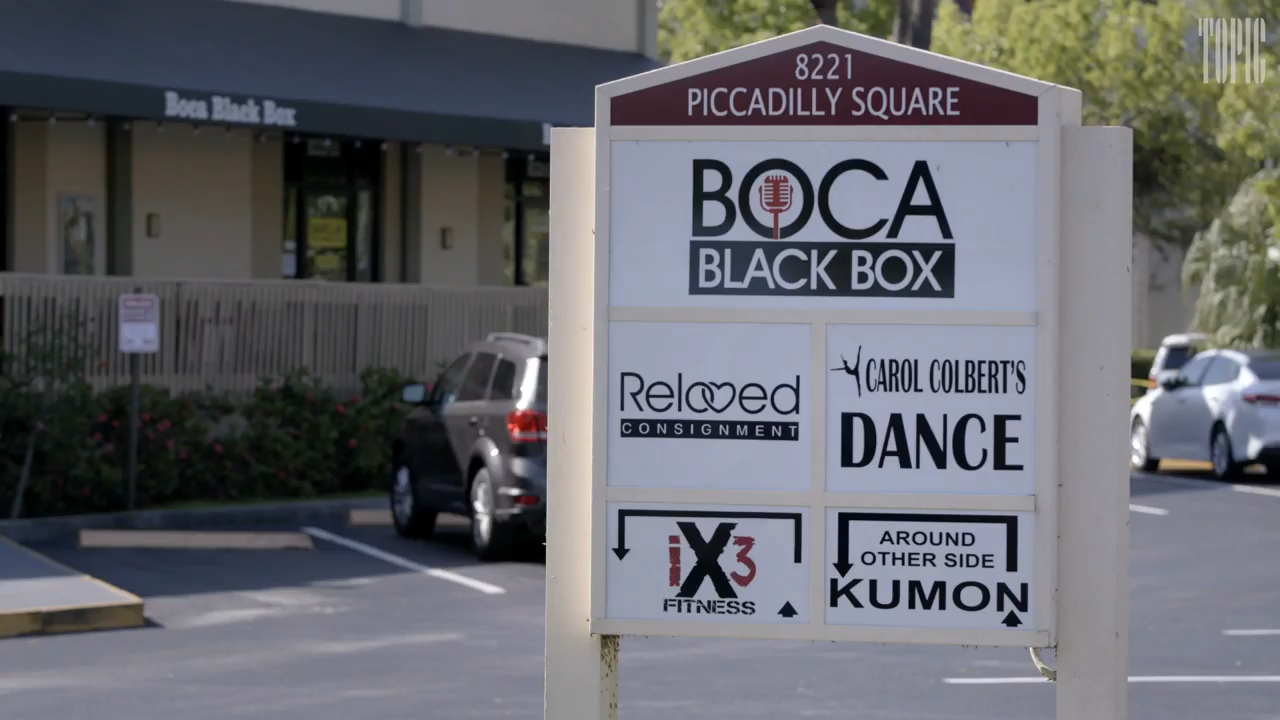 TOPIC
Boca Black Box
8221
PICCADILLY SQUARE
BOCA
BLACK BOX
Reloved
CONSIGNMENT
CAROL COLBERT'S
DANCE
iX3
FITNESS
AROUND
OTHER SIDE
KUMON